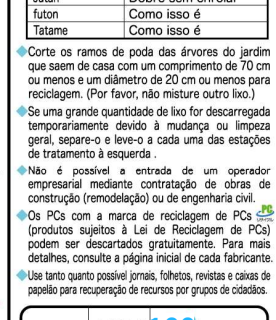 futon Como isso é
Tatame Como isso é
Corte os ramos de poda das árvores do jardim
que saem de casa com um comprimento de 70 cm
ou menos e um diâmetro de 20 cm ou menos para
reciclagem. (Por favor, não misture outro lixo.)
Se uma grande quantidade de lixo for descarregada
temporariamente devido à mudança ou limpeza
geral, separe-o e leve-o a cada uma das estações
de tratamento à esquerda .
Não é possível a entrada de um operador
empresarial mediante contratação de obras de
construção (remodelação) ou de engenharia civil.
Os PCs com a marca de reciclagem de PCs
(produtos sujeitos à Lei de Reciclagem de PCs)
podem ser descartados gratuitamente. Para mais
detalhes, consulte a página inicial de cada fabricante.
Use tanto quanto possível jornais, folhetos, revistas e caixas de
papelão para recuperação de recursos por grupos de cidadãos.